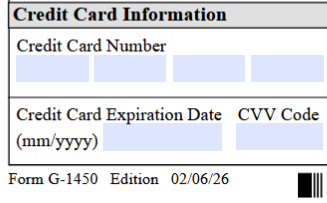 Credit Card Information
Credit Card Number
Credit Card Expiration Date CVV Code
(mm/yyyy)
Form G-1450 Edition 02/06/26